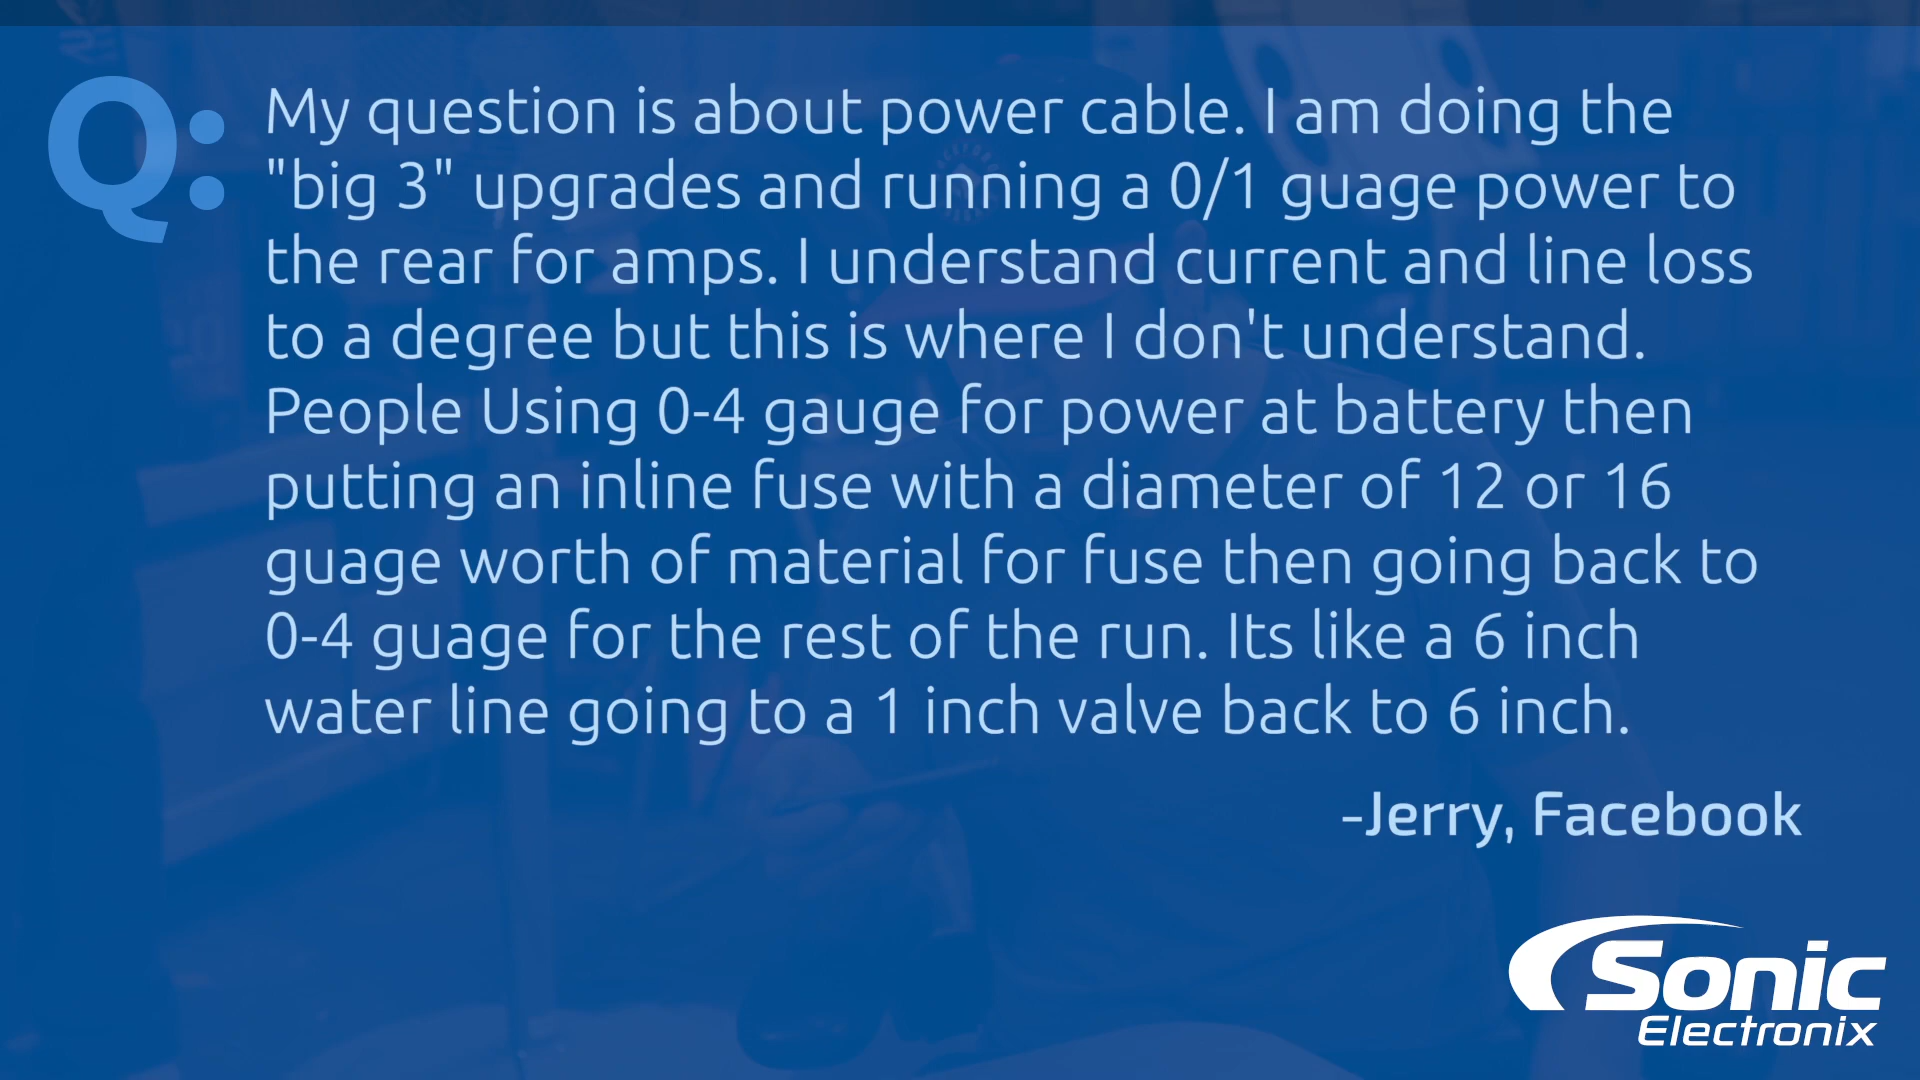 Q:
My question is about power cable. I am doing the
"big 3" upgrades and running a 0/1 guage power to
the rear for amps. I understand current and line loss
to a degree but this is where I don't understand.
People Using 0-4 gauge for power at battery then
putting an inline fuse with a diameter of 12 or 16
guage worth of material for fuse then going back to
0-4 guage for the rest of the run. Its like a 6 inch
water line going to a 1 inch valve back to 6 inch.
-Jerry, Facebook
Sonic
Electronix